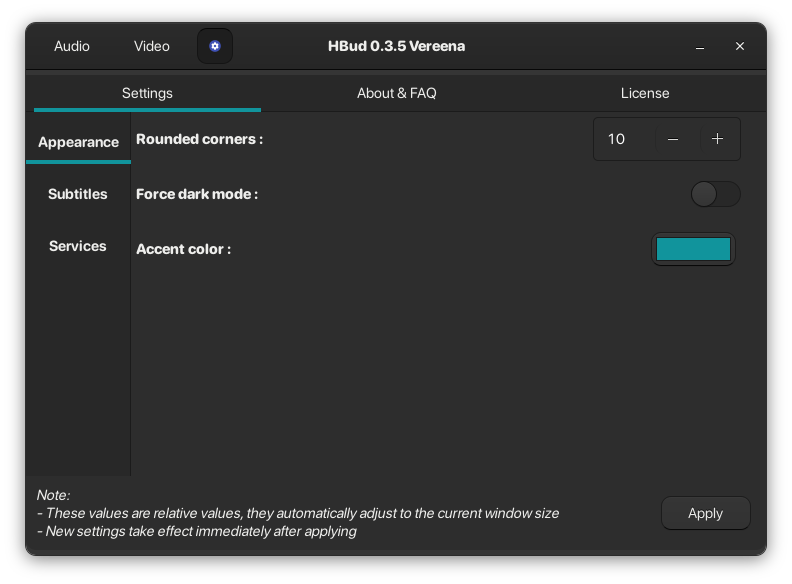 Audio
Video
HBud 0.3.5 Vereena
Settings
About & FAQ
License
Appearance
Subtitles
Services
Rounded corners :
10
Force dark mode :
Accent color :
Note:
- These values are relative values, they automatically adjust to the current window size
- New settings take effect immediately after applying
Apply